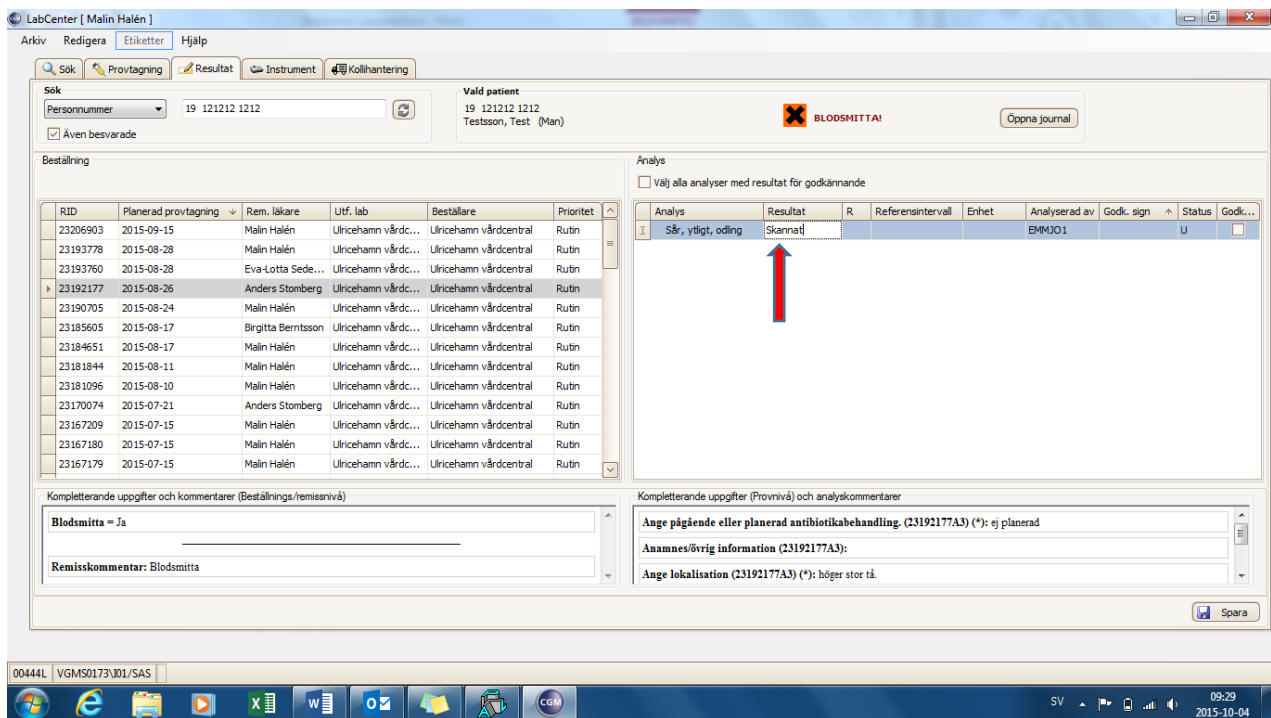 LabCenter [ Malin Halén ]
Arkiv Redigera Etiketter Hjälp
Sök Provtagning Resultat Instrument Kollihantering
Sök
Personnummer 19 121212 1212
Även besvarade
Vald patient
19 121212 1212
Testsson, Test (Man)
BLODSMITTA!
Öppna journal
Beställning
RID Planerad provtagning Rem. läkare Utf. lab Beställare Prioritet
23206903 2015-09-15 Malin Halén Ulricehamn vårdc... Ulricehamn vårdcentral Rutin
23193778 2015-08-28 Malin Halén Ulricehamn vårdc... Ulricehamn vårdcentral Rutin
23193760 2015-08-28 Eva-Lotta Sede... Ulricehamn vårdc... Ulricehamn vårdcentral Rutin
23192177 2015-08-26 Anders Stomberg Ulricehamn vårdc... Ulricehamn vårdcentral Rutin
23190705 2015-08-24 Malin Halén Ulricehamn vårdc... Ulricehamn vårdcentral Rutin
23185605 2015-08-17 Birgitta Berntsson Ulricehamn vårdc... Ulricehamn vårdcentral Rutin
23184651 2015-08-17 Malin Halén Ulricehamn vårdc... Ulricehamn vårdcentral Rutin
23181844 2015-08-11 Malin Halén Ulricehamn vårdc... Ulricehamn vårdcentral Rutin
23181096 2015-08-10 Malin Halén Ulricehamn vårdc... Ulricehamn vårdcentral Rutin
23170074 2015-07-21 Anders Stomberg Ulricehamn vårdc... Ulricehamn vårdcentral Rutin
23167209 2015-07-15 Malin Halén Ulricehamn vårdc... Ulricehamn vårdcentral Rutin
23167180 2015-07-15 Malin Halén Ulricehamn vårdc... Ulricehamn vårdcentral Rutin
23167179 2015-07-15 Malin Halén Ulricehamn vårdc... Ulricehamn vårdcentral Rutin
Analys
Välj alla analyser med resultat för godkännande
Analys Resultat R Referensintervall Enhet Analyserad av Godk. sign Status Godk...
Sår, ytligt, odling Skannat EMMJO1 U
Kompletterande uppgifter och kommentarer (Beställnings/remissnivå)
Blodsmitta = Ja
Remisskommentar: Blodsmitta
Kompletterande uppgifter (Provnivå) och analyskommentarer
Ange pågående eller planerad antibiotikabehandling. (23192177A3) (*): ej planerad
Anamnes/övrig information (23192177A3):
Ange lokalisation (23192177A3) (*): höger stor tå.
Spara
00444L VGMS0173\I01/SAS
CGM
SV 09:29
2015-10-04